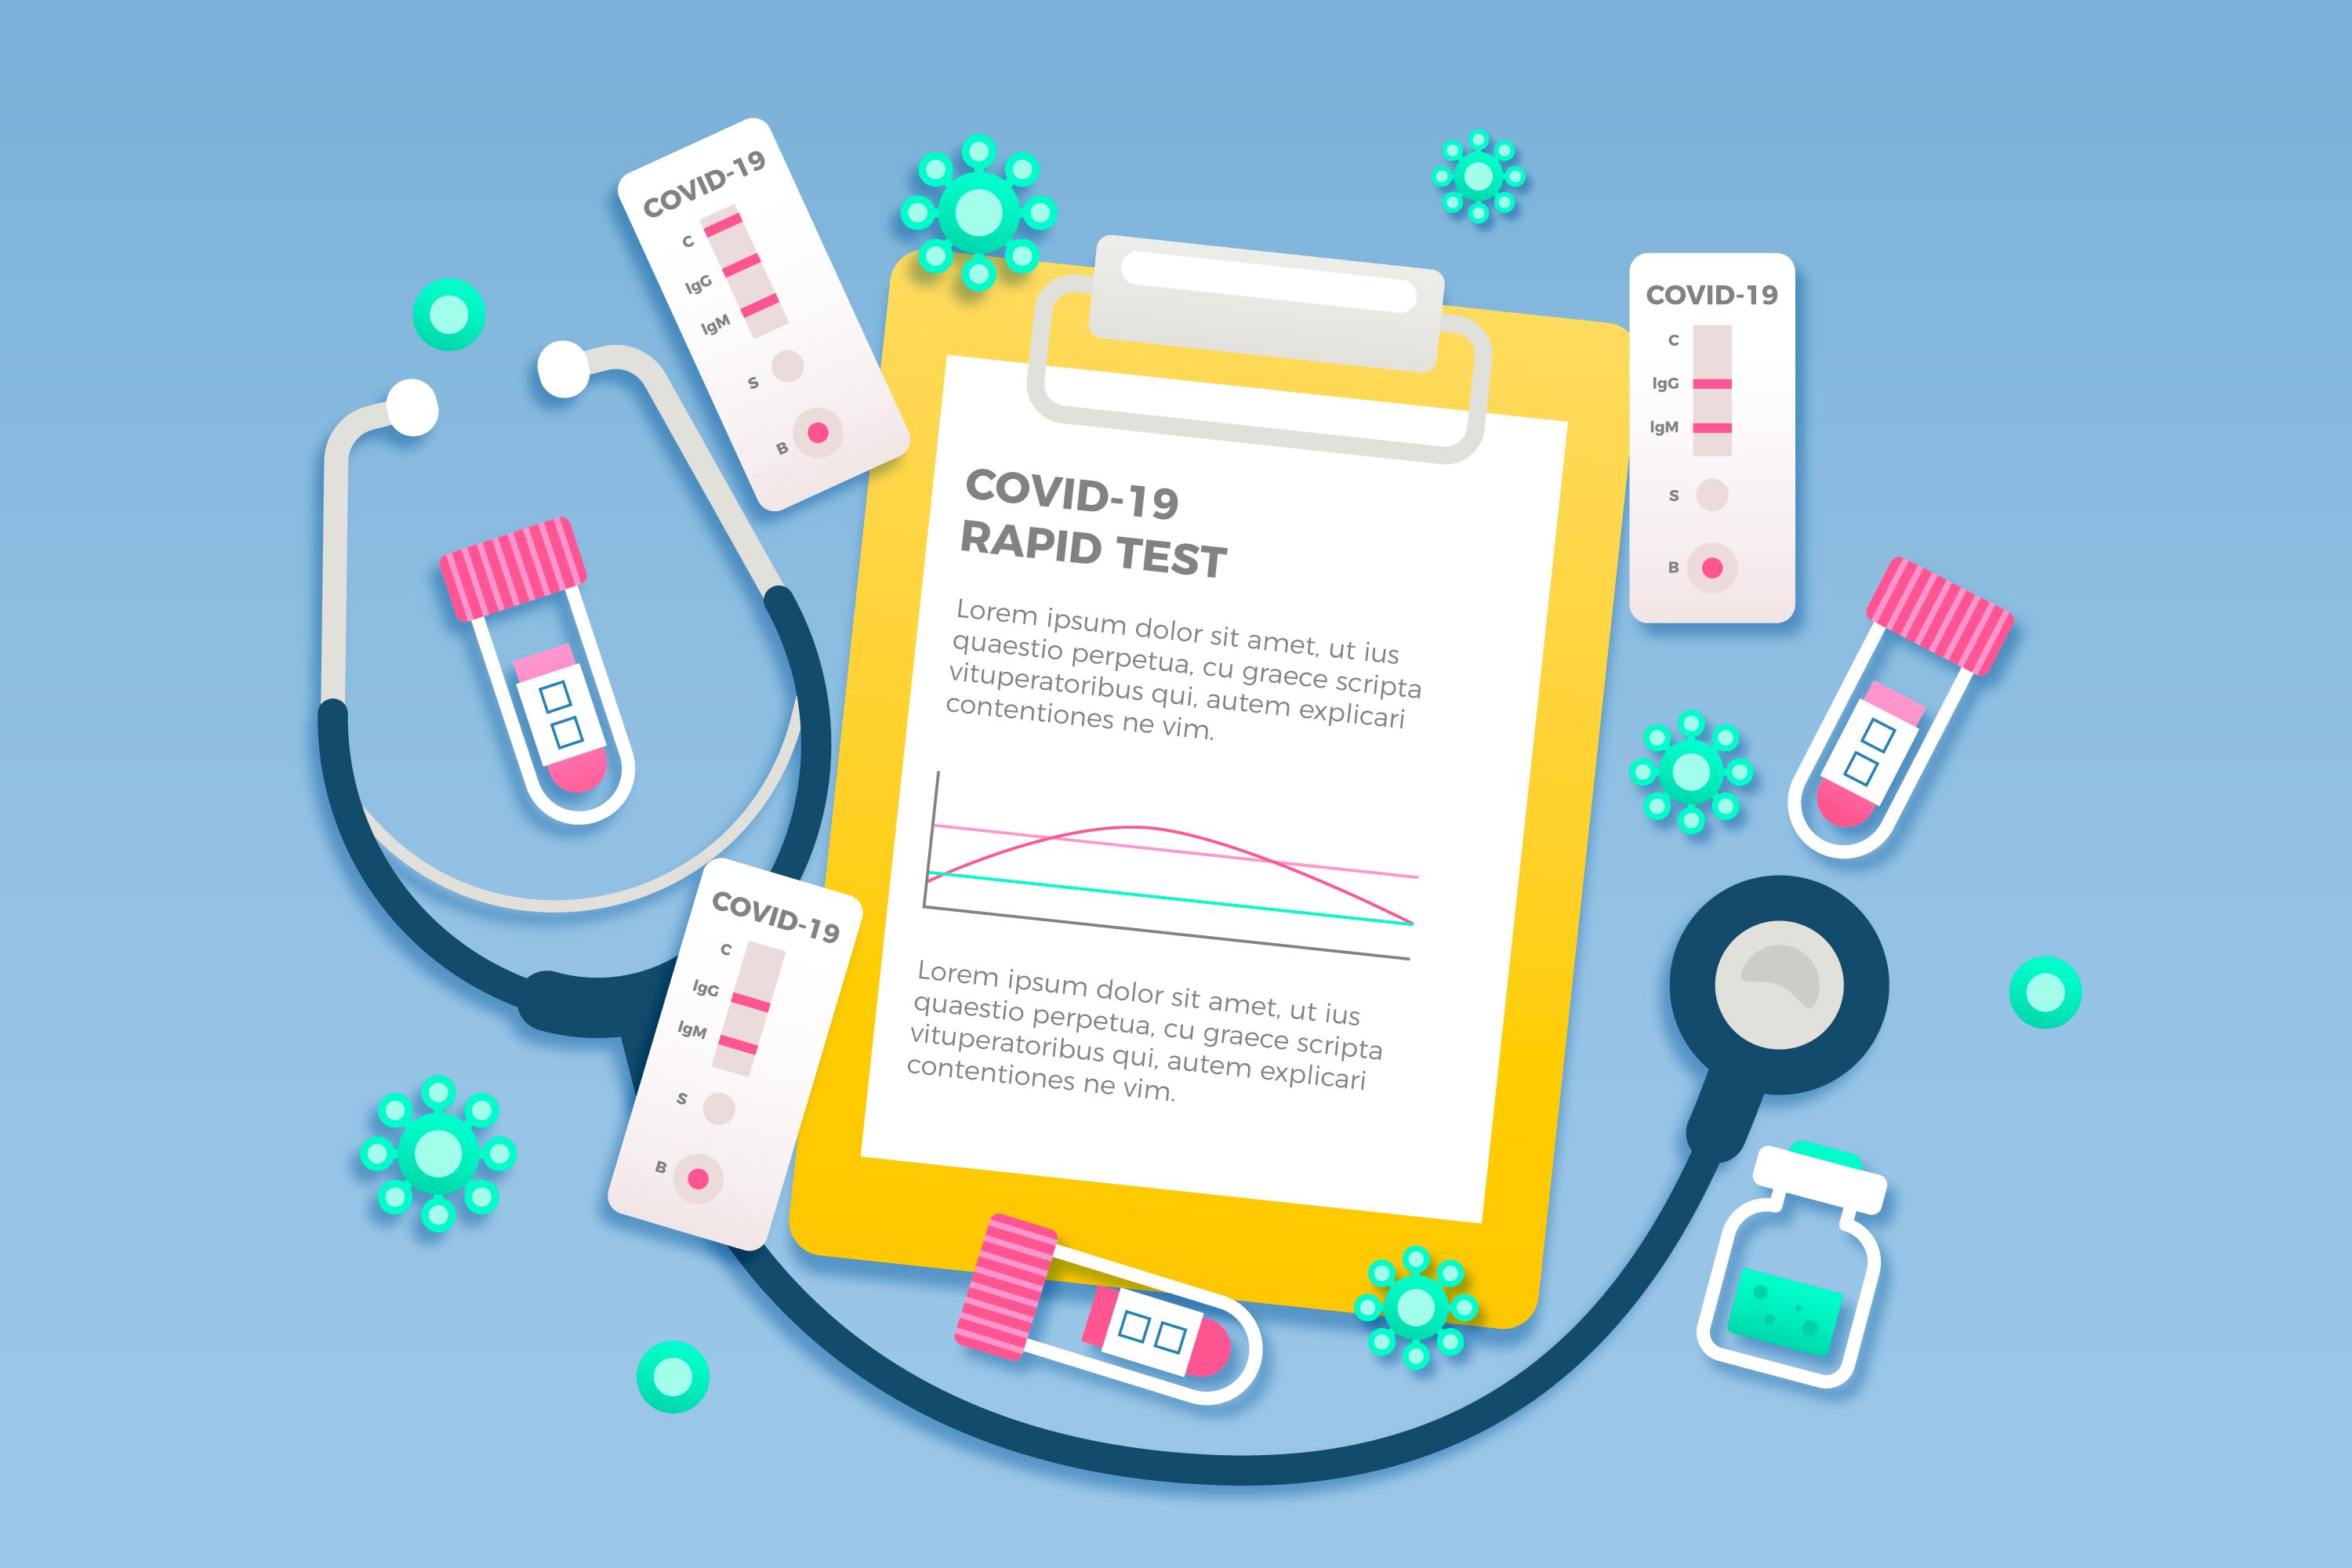 COVID-19
C
IgG
IgM
S
B
COVID-19
C
IgG
IgM
S
B
COVID-19
RAPID TEST
Lorem ipsum dolor sit amet, ut ius
quaestio perpetua, cu graece scripta
vituperatoribus qui, autem explicari
contentiones ne vim.
Lorem ipsum dolor sit amet, ut ius
quaestio perpetua, cu graece scripta
vituperatoribus qui, autem explicari
contentiones ne vim.
COVID-19
C
IgG
IgM
S
B